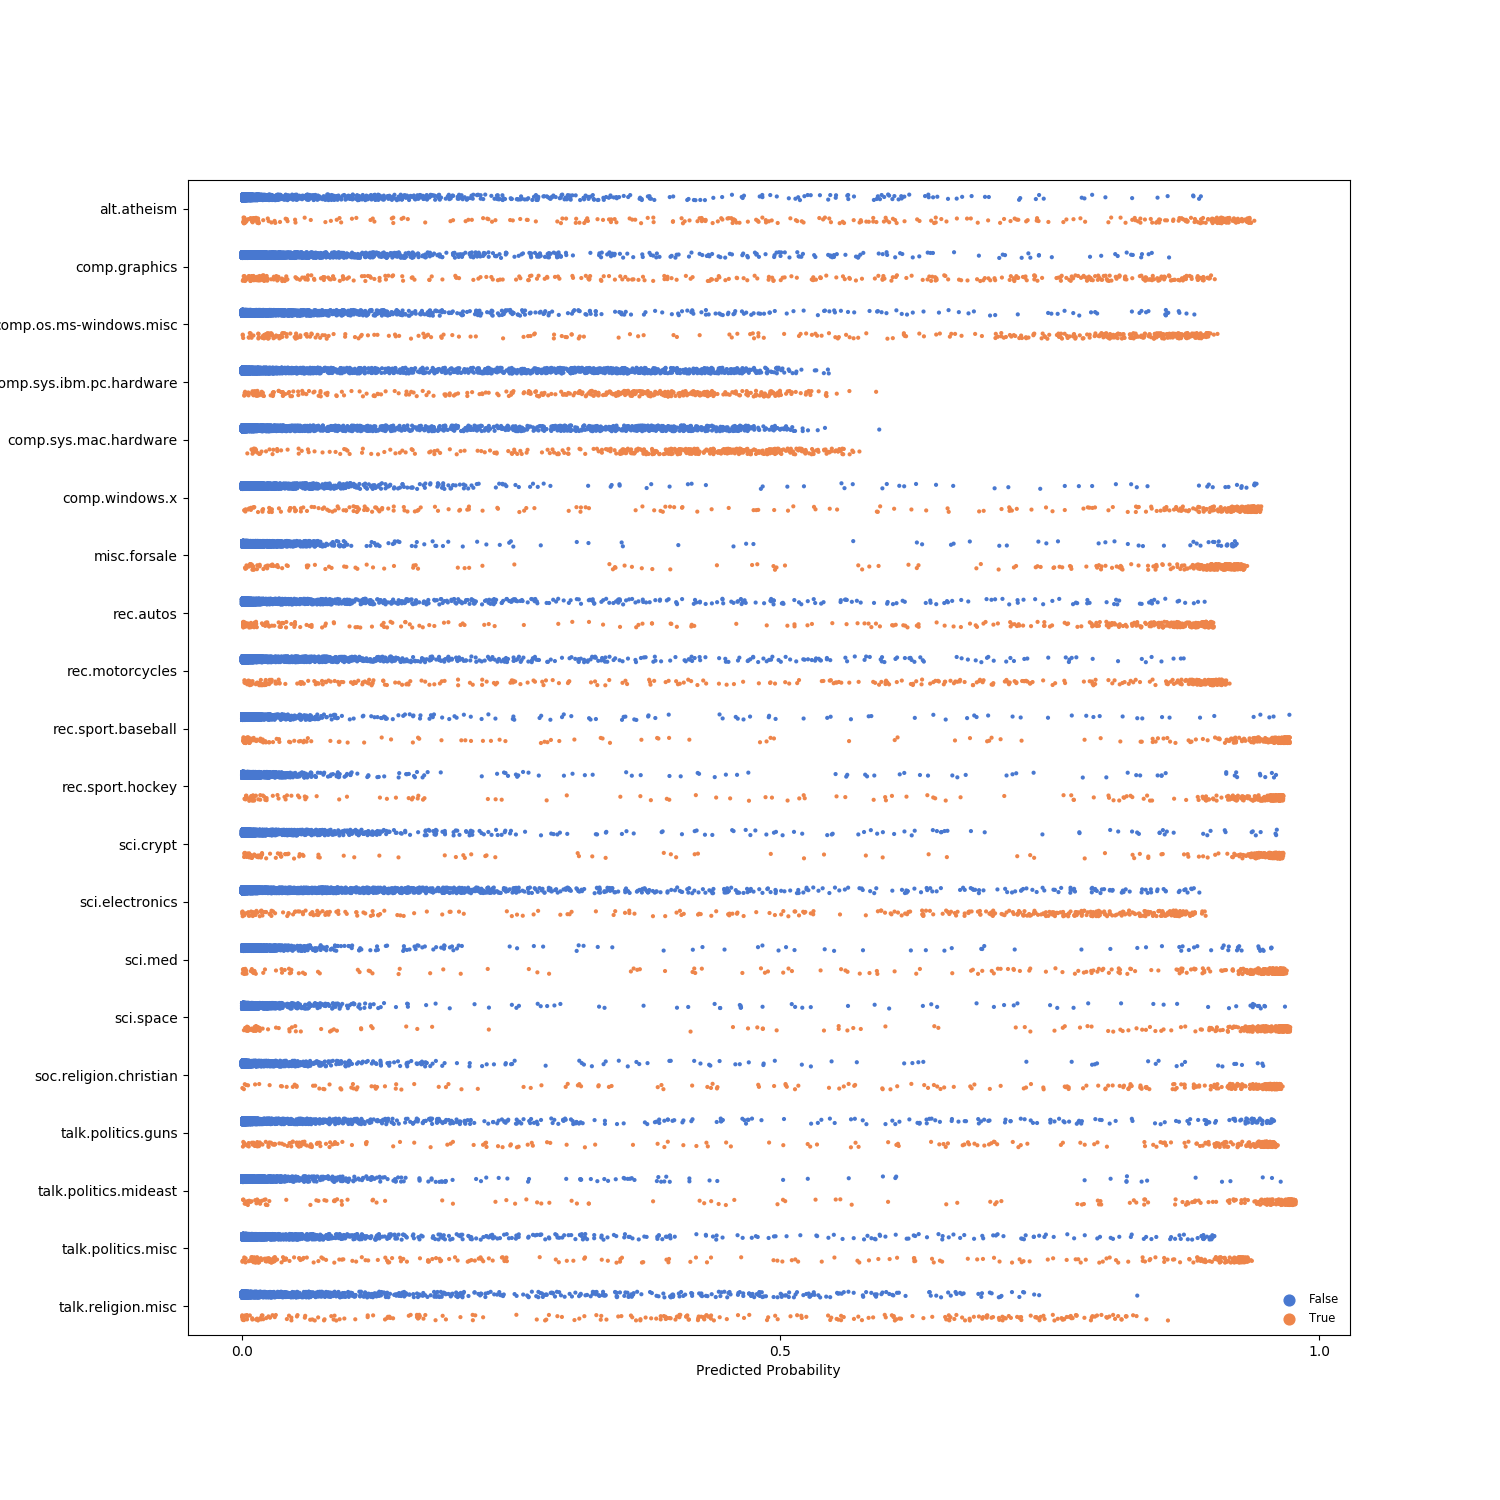 alt.atheism
comp.graphics
comp.os.ms-windows.misc
omp.sys.ibm.pc.hardware
comp.sys.mac.hardware
comp.windows.x
misc.forsale
rec.autos
rec.motorcycles
rec.sport.baseball
rec.sport.hockey
sci.crypt
sci.electronics
sci.med
sci.space
soc.religion.christian
talk.politics.guns
talk.politics.mideast
talk.politics.misc
talk.religion.misc
False
True
0.0 0.5 1.0
Predicted Probability